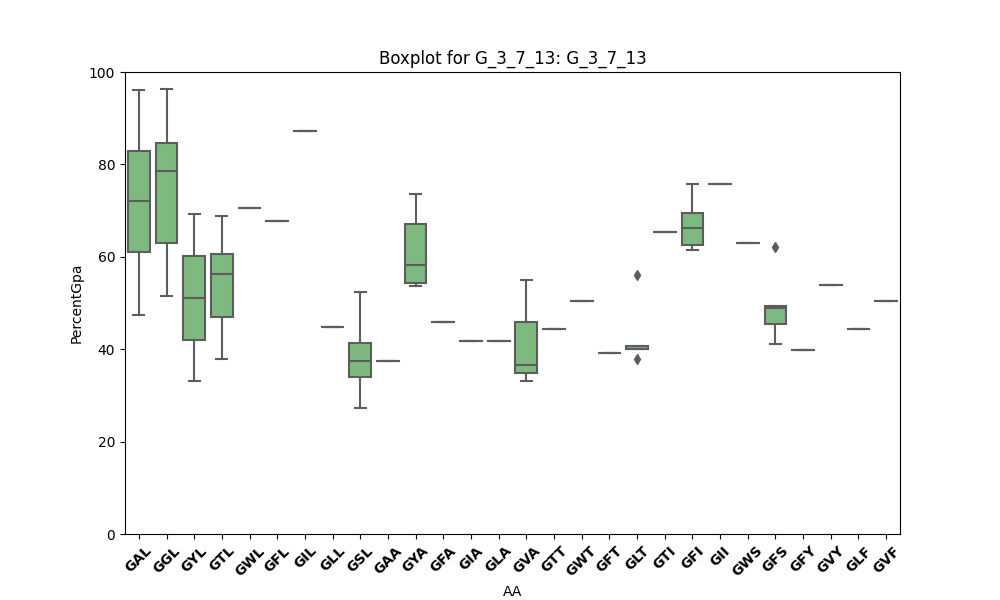 Boxplot for G_3_7_13: G_3_7_13
100
80
60
40
20
0
PercentGpa
GAL GGL GYL GTL GWL GFL GIL GLL GSL GAA GYA GFA GIA GLA GVA GTT GWT GFT GLT GTI GFI GII GWS GFS GFY GVY GLF GVF
AA